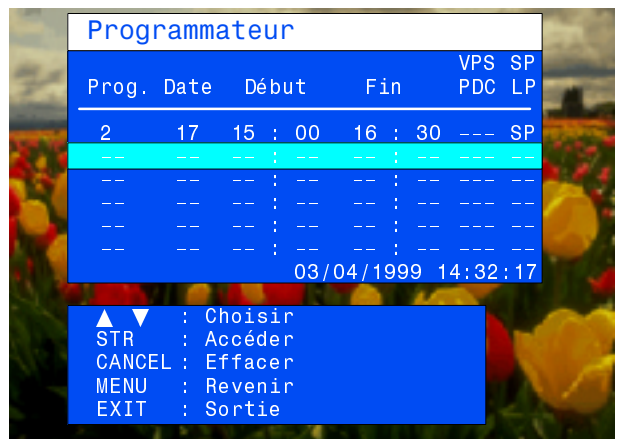 Programmateur
VPS SP
Prog. Date Début Fin PDC LP
2 17 15 : 00 16 : 30 --- SP
-- -- -- : -- -- : -- --- --
-- -- -- : -- -- : -- --- --
-- -- -- : -- -- : -- --- --
-- -- -- : -- -- : -- --- --
-- -- -- : -- -- : -- --- --
03/04/1999 14:32:17
▲ ▼ : Choisir
STR : Accéder
CANCEL : Effacer
MENU : Revenir
EXIT : Sortie